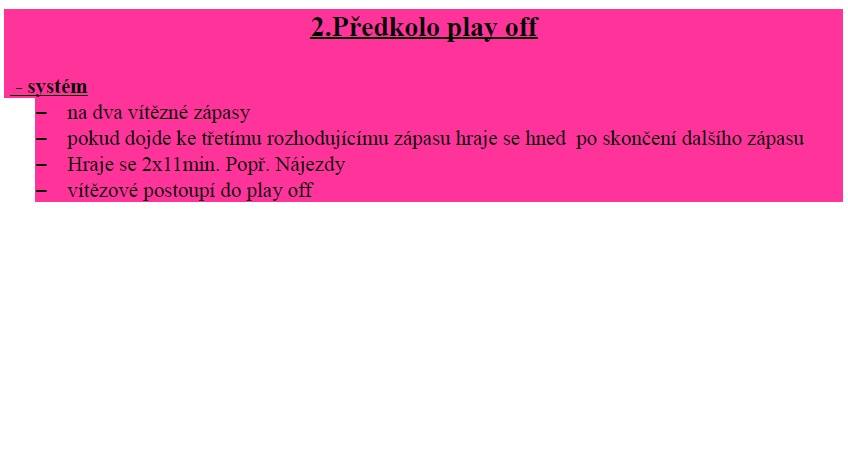 2.Předkolo play off
- systém
– na dva vítězné zápasy
– pokud dojde ke třetímu rozhodujícímu zápasu hraje se hned  po skončení dalšího zápasu
– Hraje se 2x11min. Popř. Nájezdy
– vítězové postoupí do play off